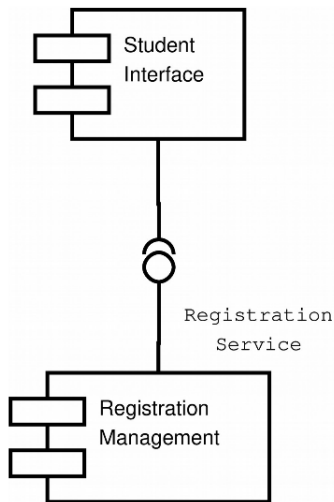 Student
Interface
Registration
Service
Registration
Management